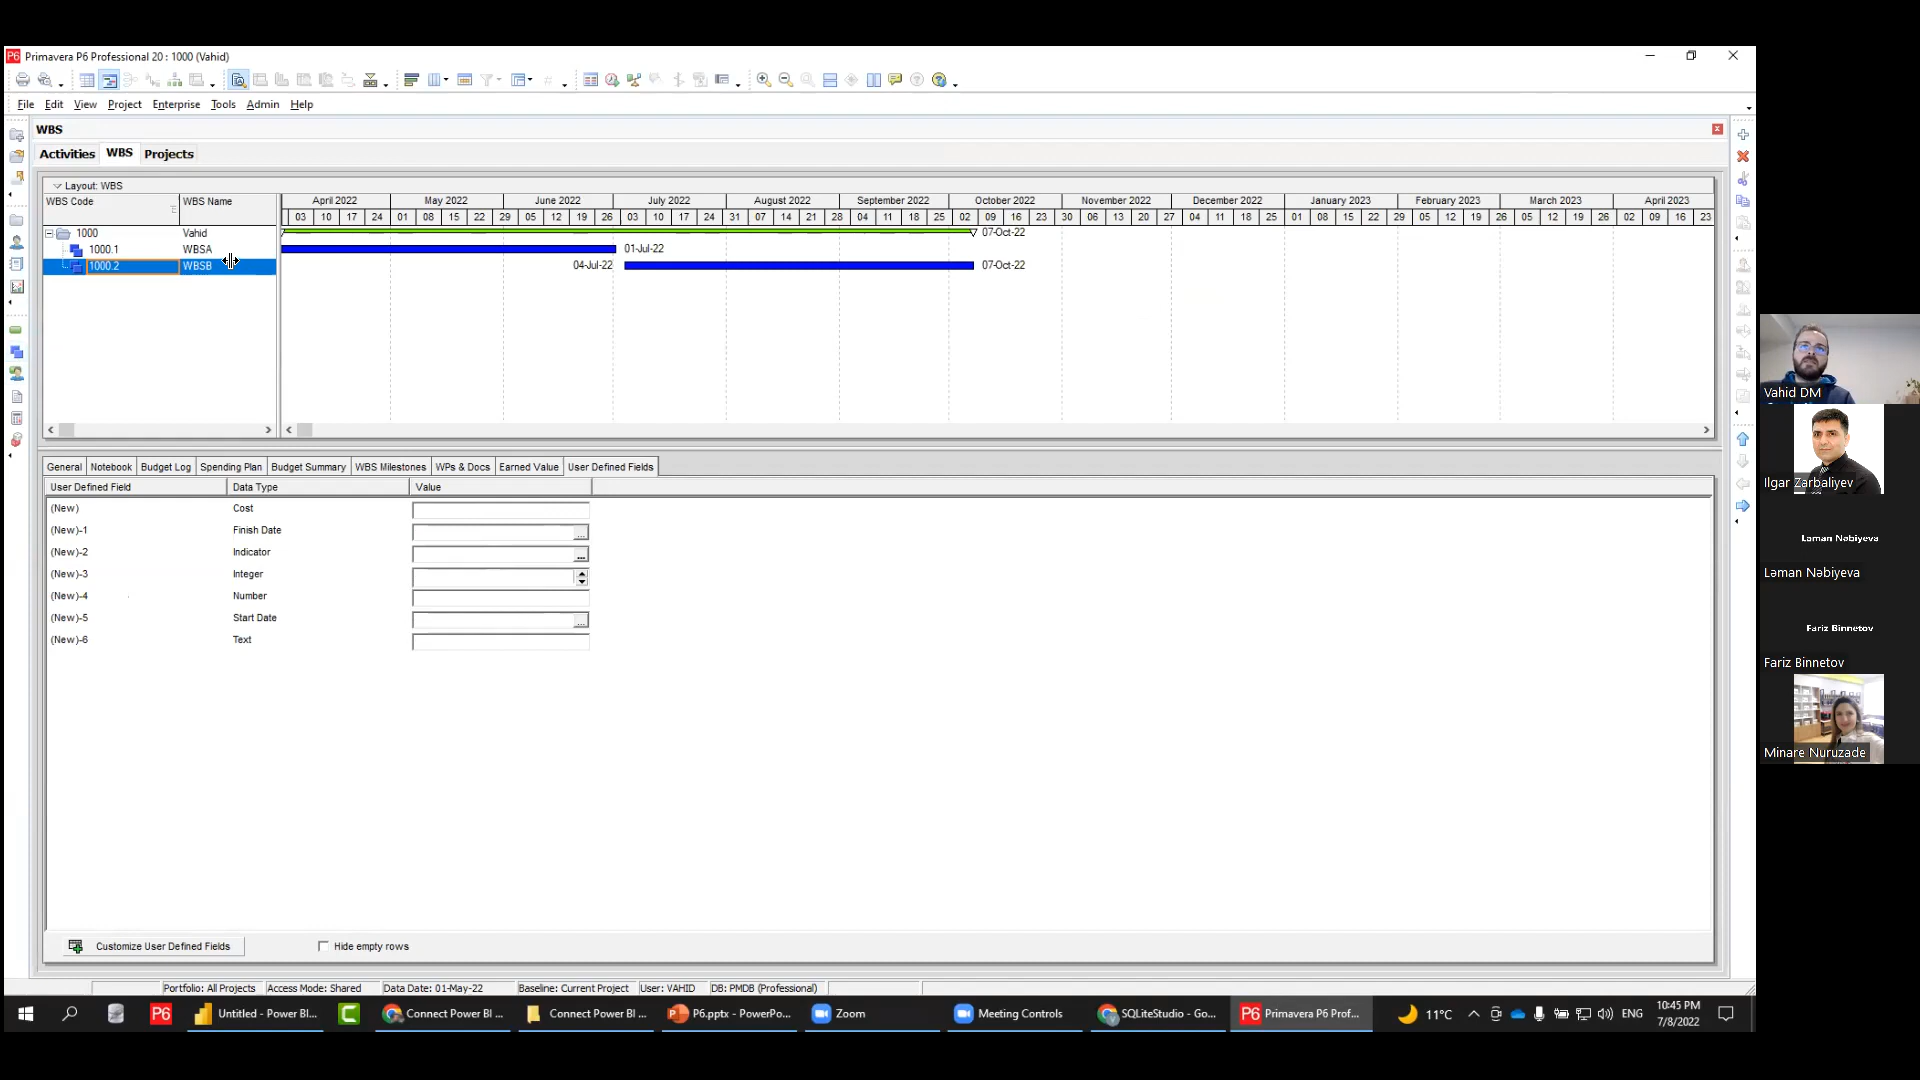 Primavera P6 Professional 20 : 1000 (Vahid)
File Edit View Project Enterprise Tools Admin Help
WBS
Activities WBS Projects
Layout: WBS
WBS Code WBS Name
April 2022 May 2022 June 2022 July 2022 August 2022 September 2022 October 2022 November 2022 December 2022 January 2023 February 2023 March 2023 April 2023
03 10 17 24 01 08 15 22 29 05 12 19 26 03 10 17 24 31 07 14 21 28 04 11 18 25 02 09 16 23 30 06 13 20 27 04 11 18 25 01 08 15 22 29 05 12 19 26 05 12 19 26 02 09 16 23
1000 Vahid 07-Oct-22
1000.1 WBSA 01-Jul-22
1000.2 WBSB 04-Jul-22 07-Oct-22
General Notebook Budget Log Spending Plan Budget Summary WBS Milestones WPs & Docs Earned Value User Defined Fields
User Defined Field Data Type Value
(New) Cost
(New)-1 Finish Date
(New)-2 Indicator
(New)-3 Integer
(New)-4 Number
(New)-5 Start Date
(New)-6 Text
Customize User Defined Fields Hide empty rows
Portfolio: All Projects Access Mode: Shared Data Date: 01-May-22 Baseline: Current Project User: VAHID DB: PMDB (Professional)
P6 Untitled - Power BI... Connect Power BI ... Connect Power BI ... P6.pptx - PowerPo... Zoom Meeting Controls SQLiteStudio - Go... P6 Primavera P6 Prof... 11°C ENG 10:45 PM
7/8/2022
Vahid DM
Ilgar Zarbaliyev
Ləman Nəbiyeva
Ləman Nəbiyeva
Fariz Binnetov
Fariz Binnetov
Minare Nuruzade